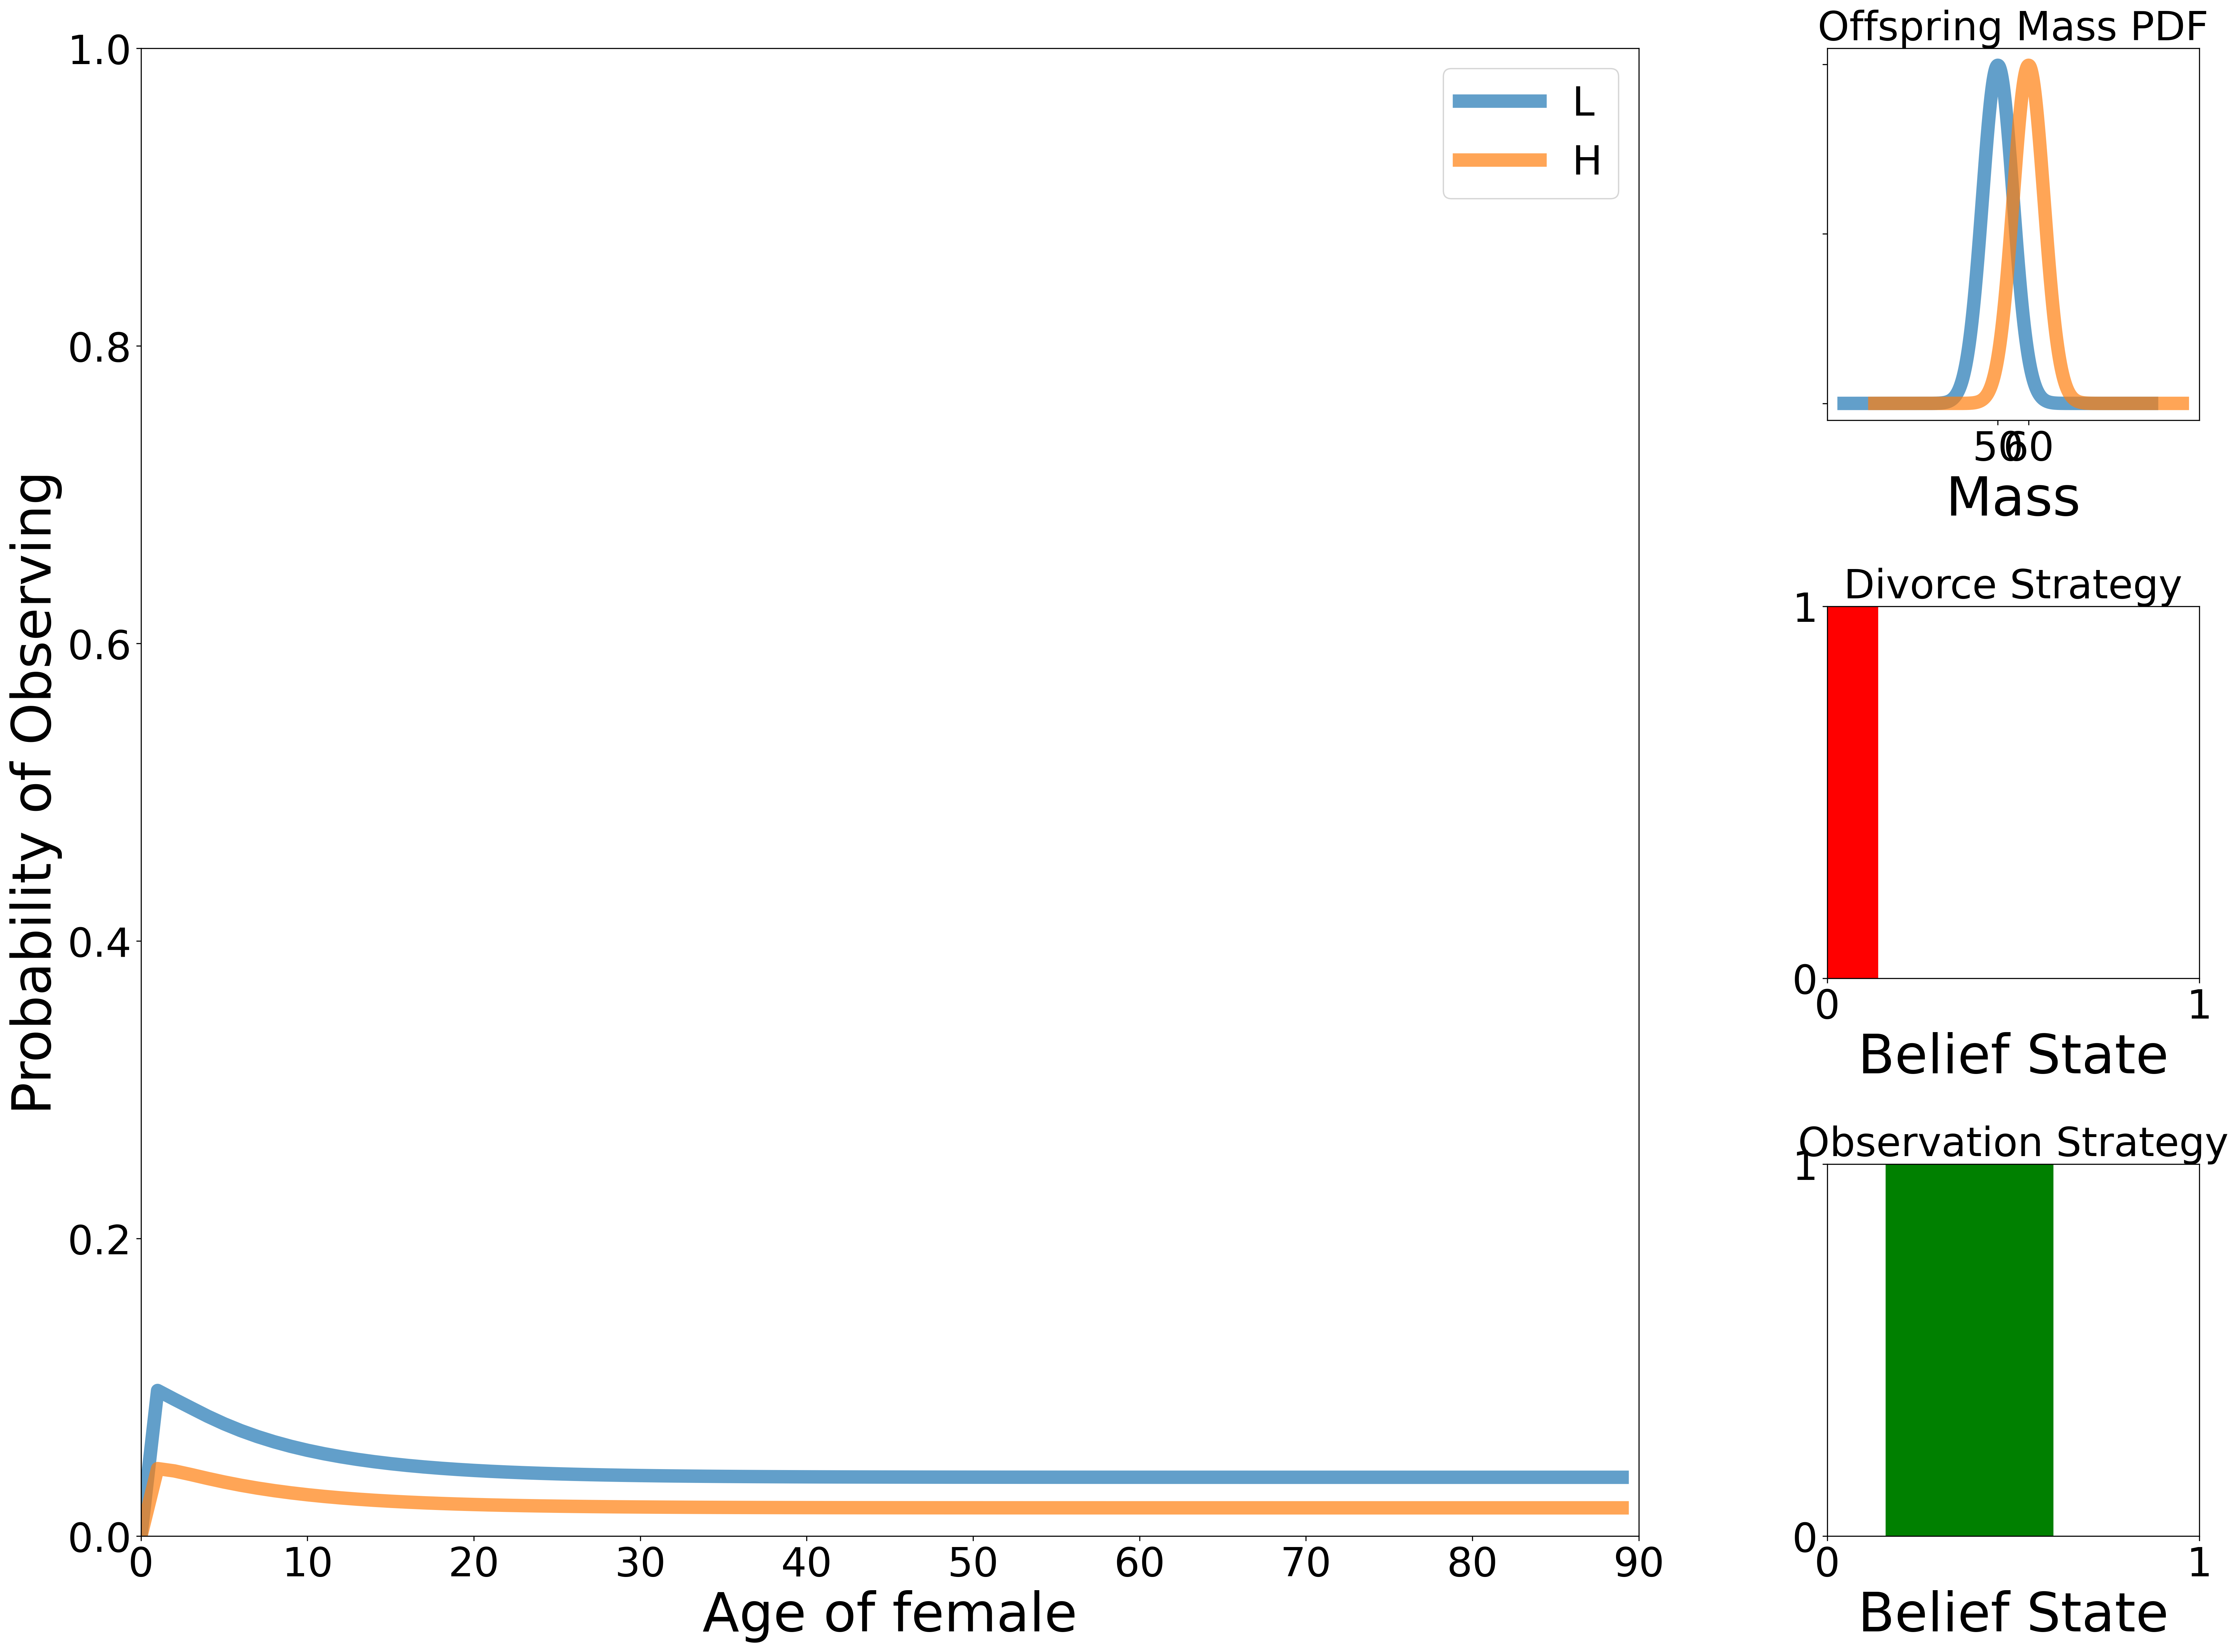 1.0
0.8
0.6
0.4
0.2
0.0
Probability of Observing
0 10 20 30 40 50 60 70 80 90
Age of female
L
H
Offspring Mass PDF
50 60
Mass
Divorce Strategy
1
0
0 1
Belief State
Observation Strategy
1
0
0 1
Belief State